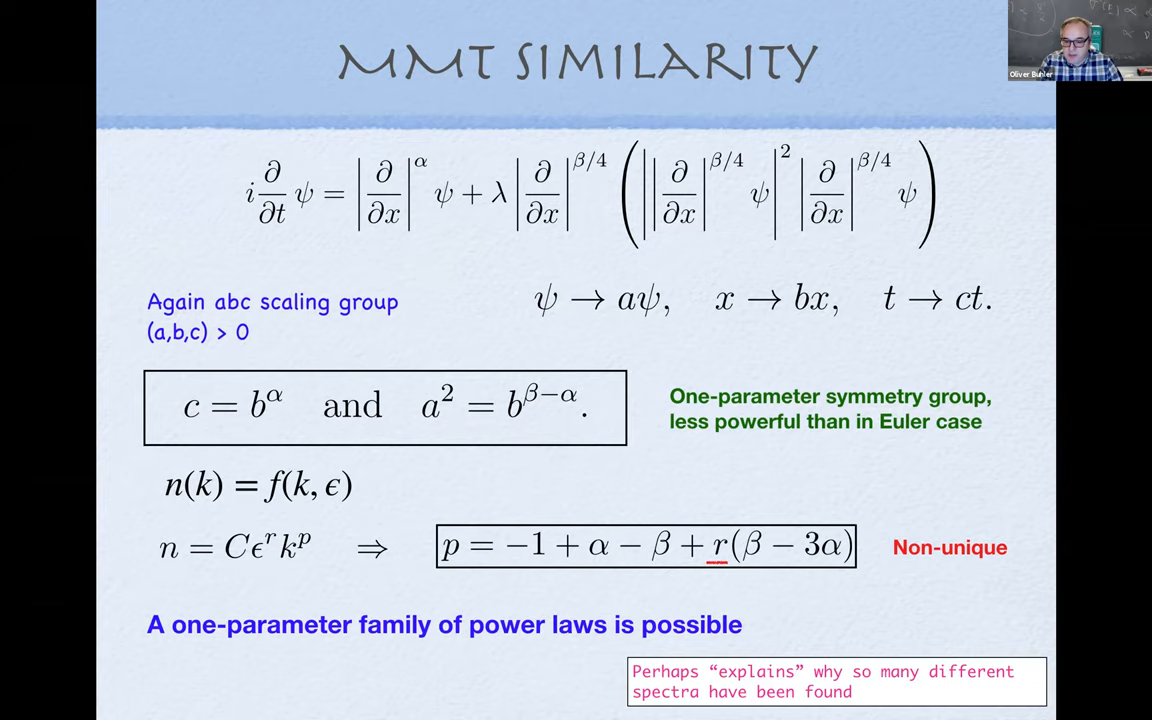 MMT SIMILARITY
Oliver Buhler
i ∂/∂t ψ = |∂/∂x|^α ψ + λ |∂/∂x|^{β/4} ( | |∂/∂x|^{β/4} ψ |^2 |∂/∂x|^{β/4} ψ )
Again abc scaling group
(a,b,c) > 0
ψ → aψ, x → bx, t → ct.
c = b^α and a^2 = b^{β−α}.
One-parameter symmetry group,
less powerful than in Euler case
n(k) = f(k, ϵ)
n = Cϵ^r k^p ⇒ p = −1 + α − β + r(β − 3α) Non-unique
A one-parameter family of power laws is possible
Perhaps “explains” why so many different
spectra have been found